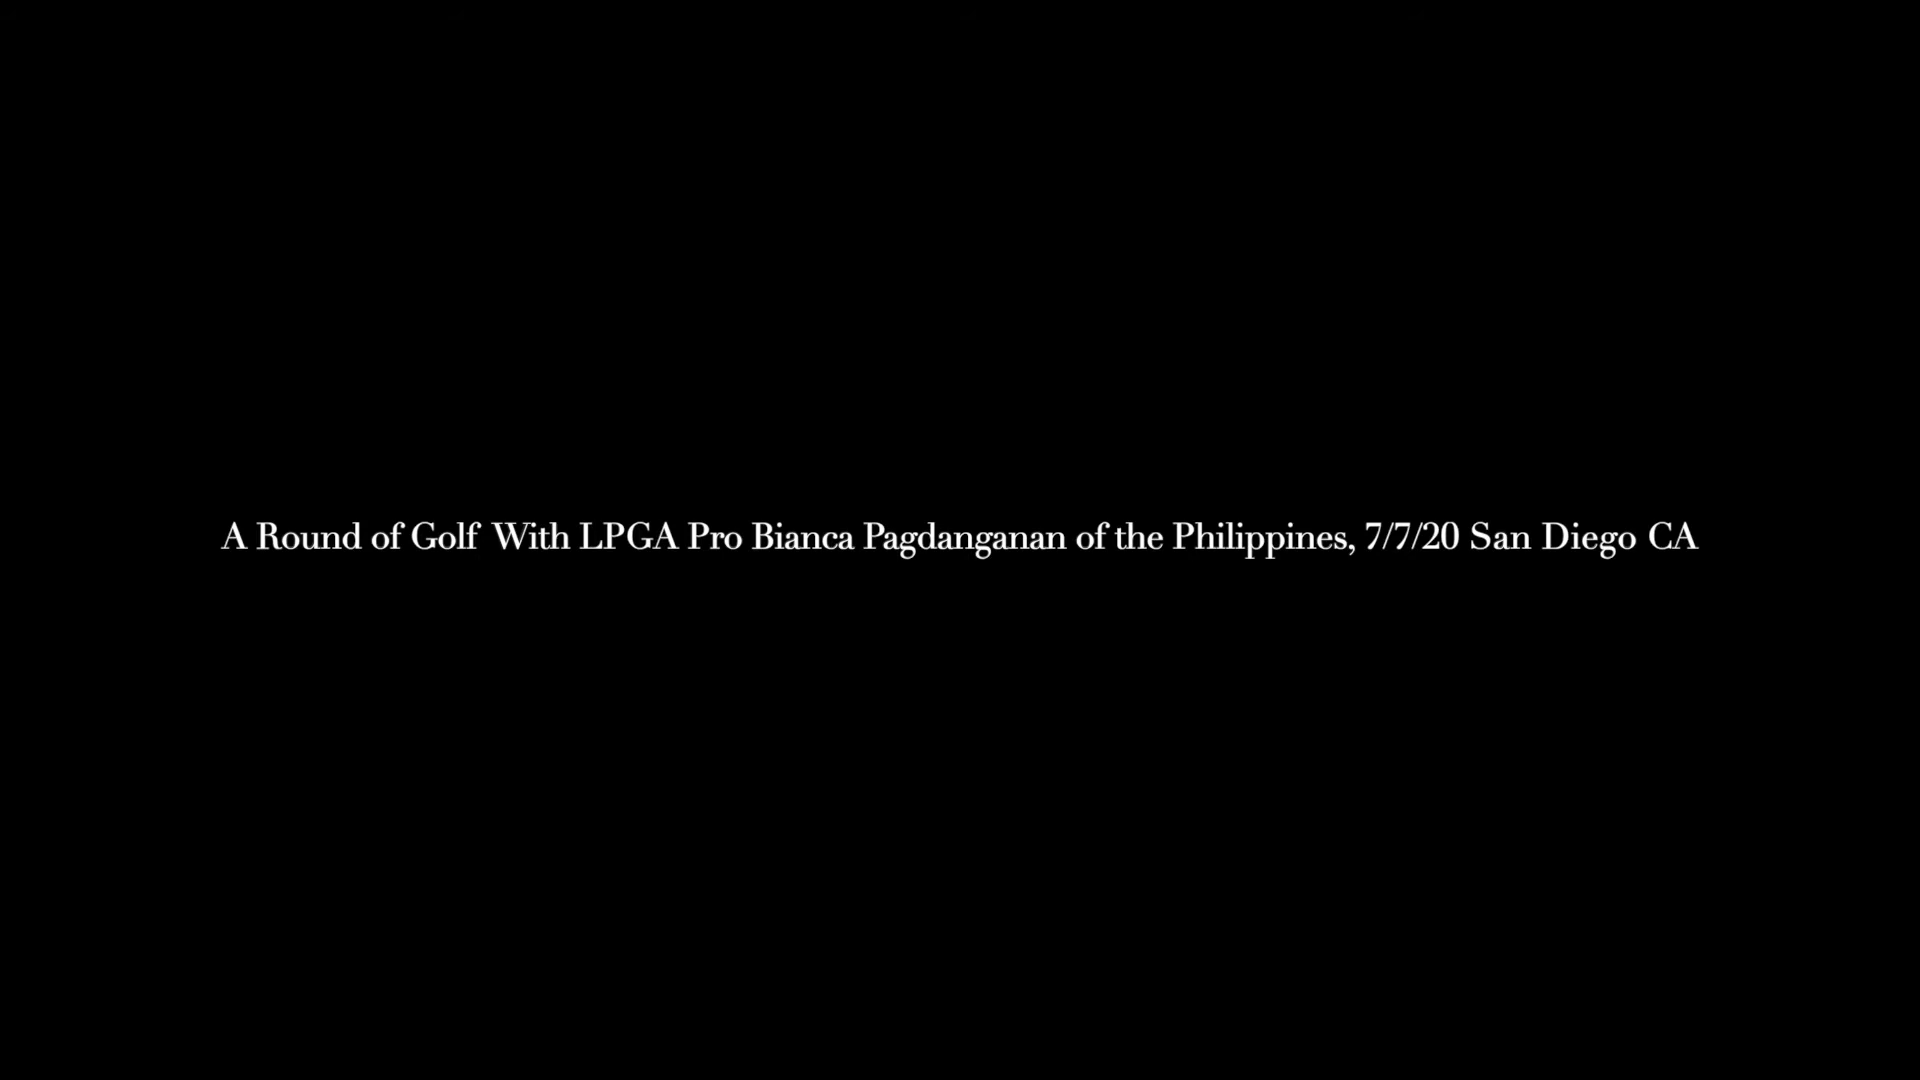 A Round of Golf With LPGA Pro Bianca Pagdanganan of the Philippines, 7/7/20 San Diego CA